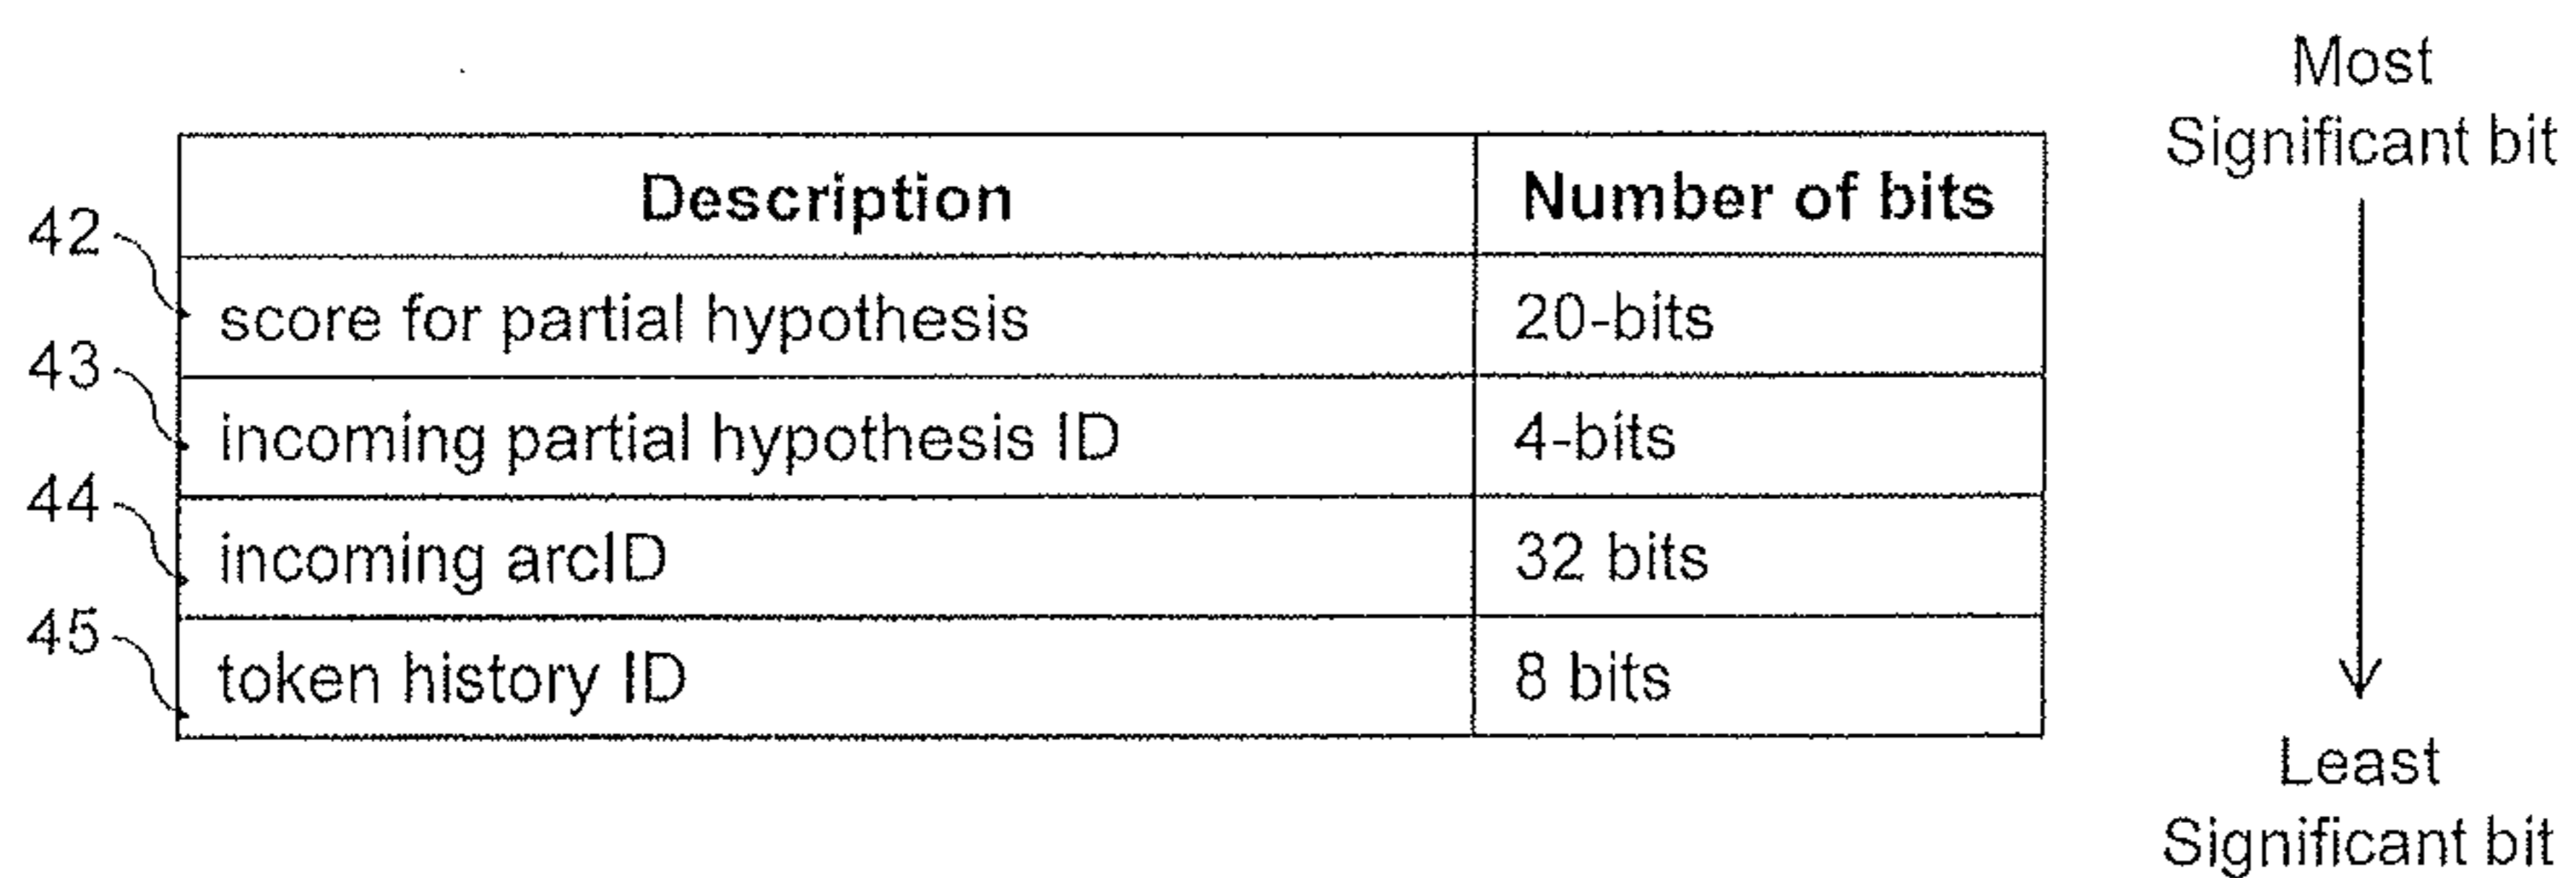 Most
Significant bit
Description Number of bits
42
score for partial hypothesis 20-bits
43
incoming partial hypothesis ID 4-bits
44
incoming arcID 32 bits
45
token history ID 8 bits
Least
Significant bit